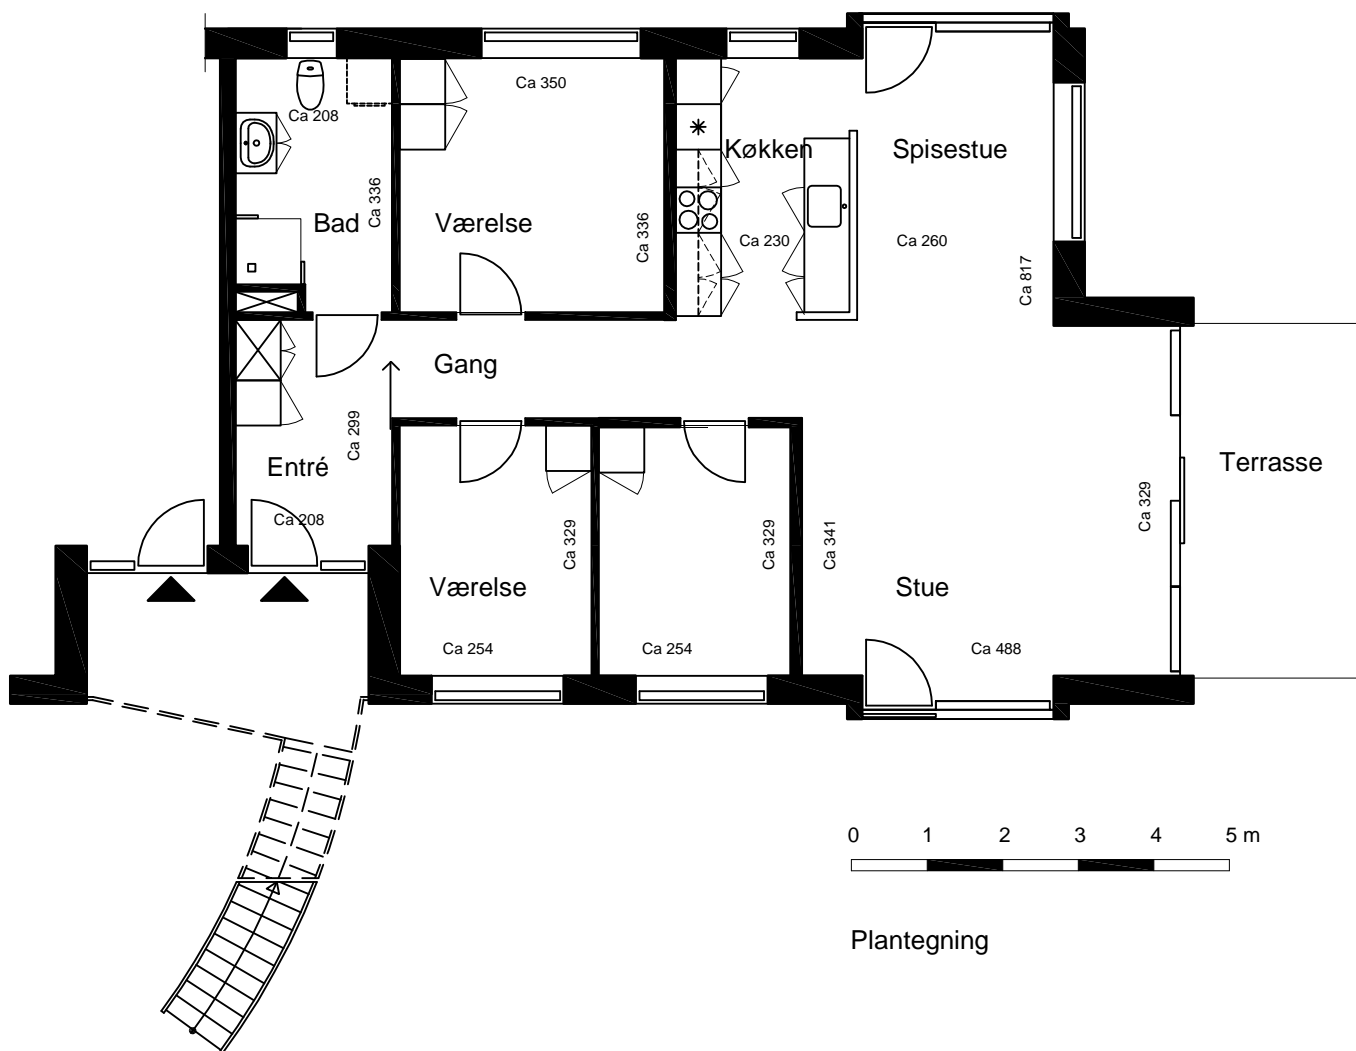 Ca 350
Ca 208
Køkken
Spisestue
Ca 336
Bad
Værelse
Ca 336
Ca 230
Ca 260
Ca 817
Gang
Ca 299
Entré
Terrasse
Ca 208
Ca 329
Ca 329
Ca 341
Ca 329
Værelse
Stue
Ca 254
Ca 254
Ca 488
0 1 2 3 4 5 m
Plantegning